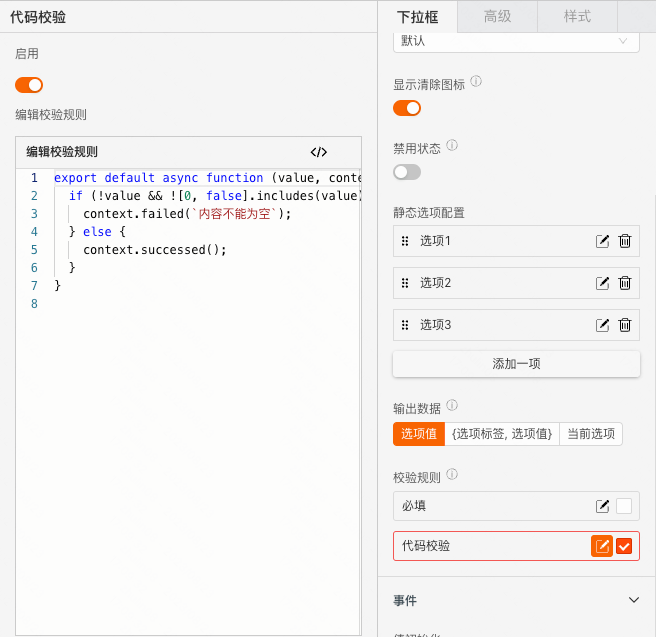 代码校验
启用
编辑校验规则
编辑校验规则 </>
1 export default async function (value, conte
2 if (!value && ![0, false].includes(value)
3 context.failed(`内容不能为空`);
4 } else {
5 context.successed();
6 }
7 }
8
下拉框 高级 样式
默认
显示清除图标
禁用状态
静态选项配置
选项1
选项2
选项3
添加一项
输出数据
选项值 {选项标签, 选项值} 当前选项
校验规则
必填
代码校验
事件